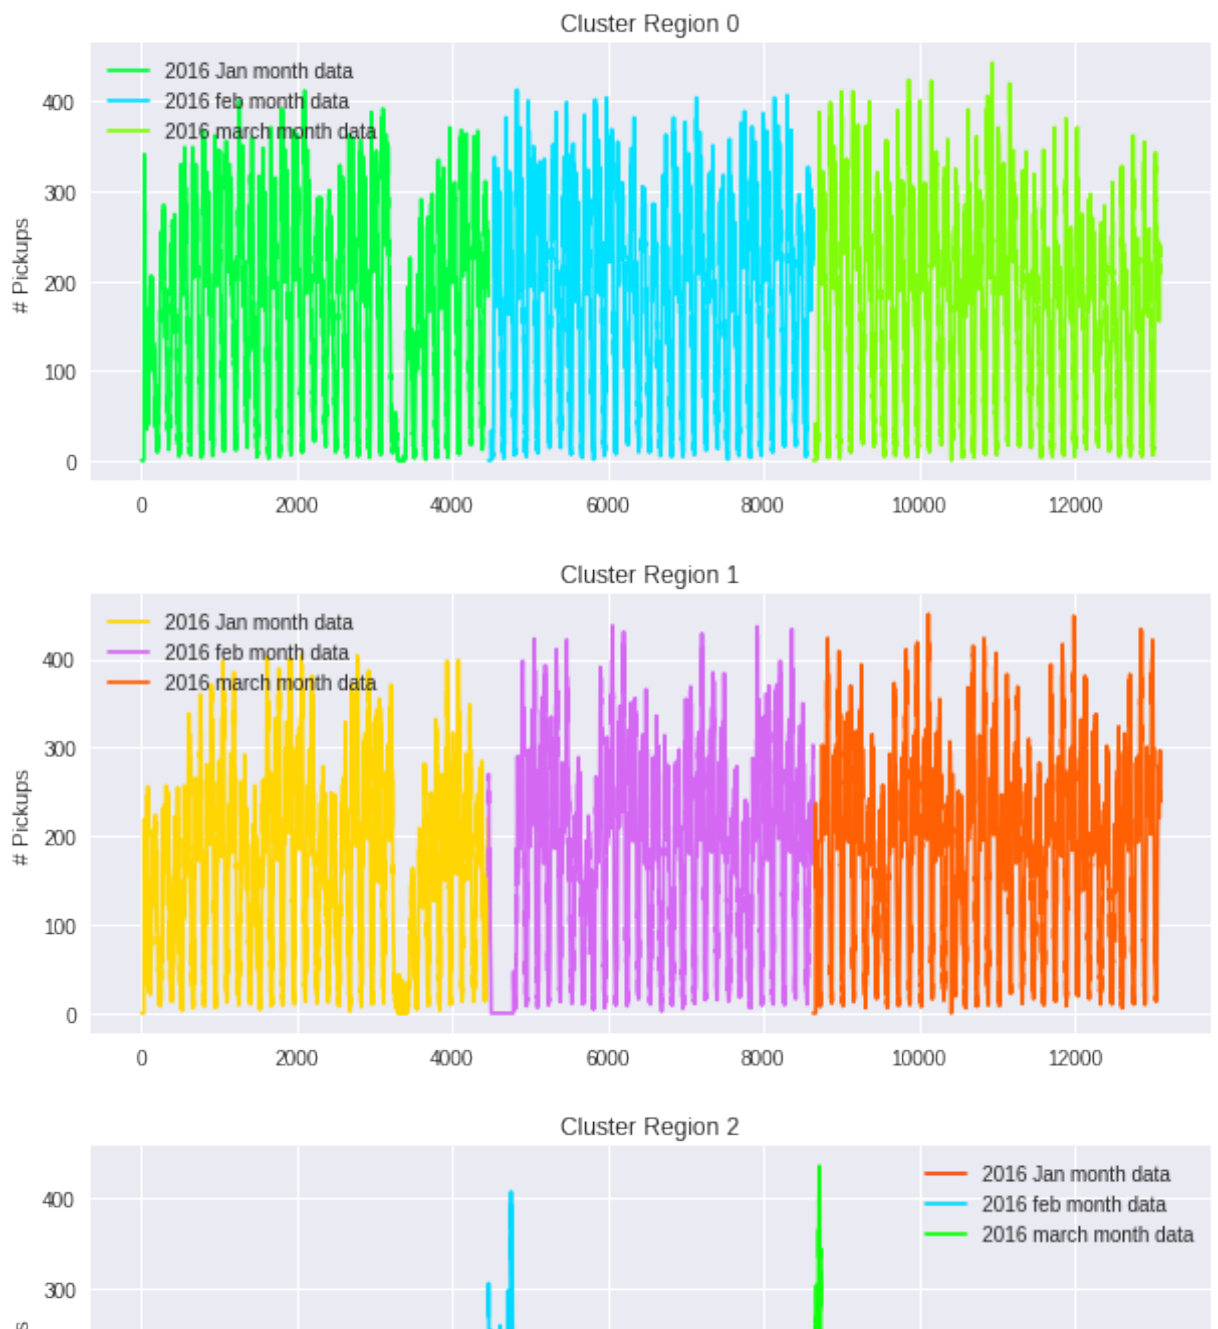 Cluster Region 0
2016 Jan month data
2016 feb month data
2016 march month data
400
300
200
100
0
# Pickups
0 2000 4000 6000 8000 10000 12000
Cluster Region 1
2016 Jan month data
2016 feb month data
2016 march month data
400
300
200
100
0
# Pickups
0 2000 4000 6000 8000 10000 12000
Cluster Region 2
2016 Jan month data
2016 feb month data
2016 march month data
400
300